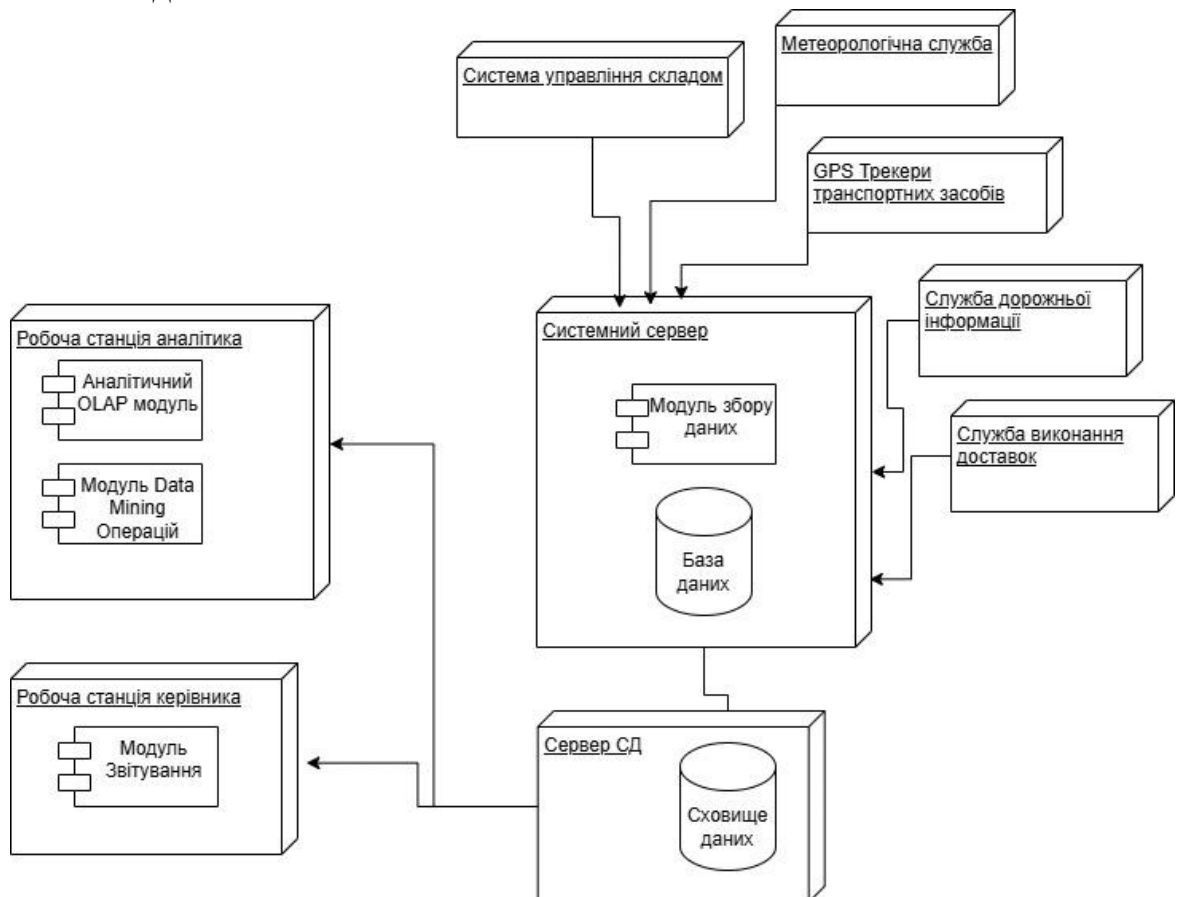 Метеорологічна служба
Система управління складом
GPS Трекери
транспортних засобів
Служба дорожньої
інформації
Робоча станція аналітика
Аналітичний
OLAP модуль
Модуль Data
Mining
Операцій
Системний сервер
Модуль збору
даних
База
даних
Служба виконання
доставок
Робоча станція керівника
Модуль
Звітування
Сервер СД
Сховище
даних